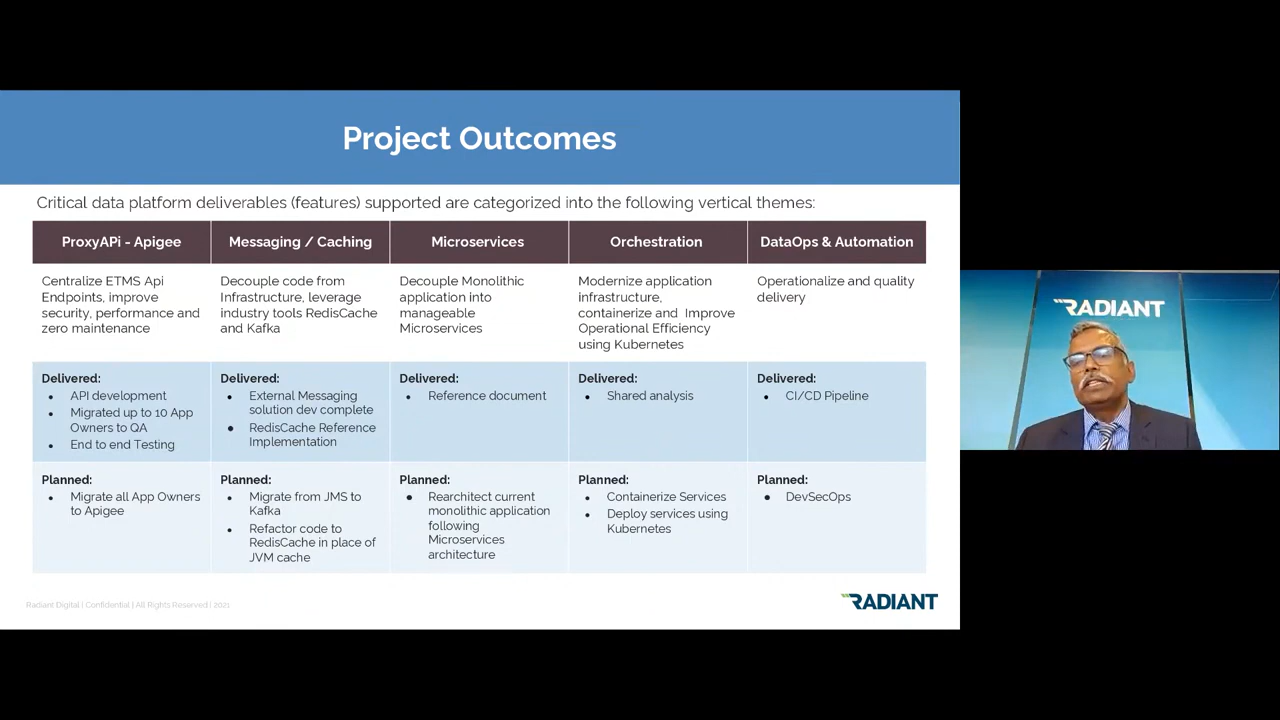 Project Outcomes
Critical data platform deliverables (features) supported are categorized into the following vertical themes:
ProxyAPi - Apigee
Messaging / Caching
Microservices
Orchestration
DataOps & Automation
Centralize ETMS Api
Endpoints, improve
security, performance and
zero maintenance
Decouple code from
Infrastructure, leverage
industry tools RedisCache
and Kafka
Decouple Monolithic
application into
manageable
Microservices
Modernize application
infrastructure,
containerize and Improve
Operational Efficiency
using Kubernetes
Operationalize and quality
delivery
Delivered:
• API development
• Migrated up to 10 App
Owners to QA
• End to end Testing
Delivered:
• External Messaging
solution dev complete
• RedisCache Reference
Implementation
Delivered:
• Reference document
Delivered:
• Shared analysis
Delivered:
• CI/CD Pipeline
Planned:
• Migrate all App Owners
to Apigee
Planned:
• Migrate from JMS to
Kafka
• Refactor code to
RedisCache in place of
JVM cache
Planned:
• Rearchitect current
monolithic application
following
Microservices
architecture
Planned:
• Containerize Services
• Deploy services using
Kubernetes
Planned:
• DevSecOps
Radiant Digital | Confidential | All Rights Reserved | 2021
RADIANT
RADIANT